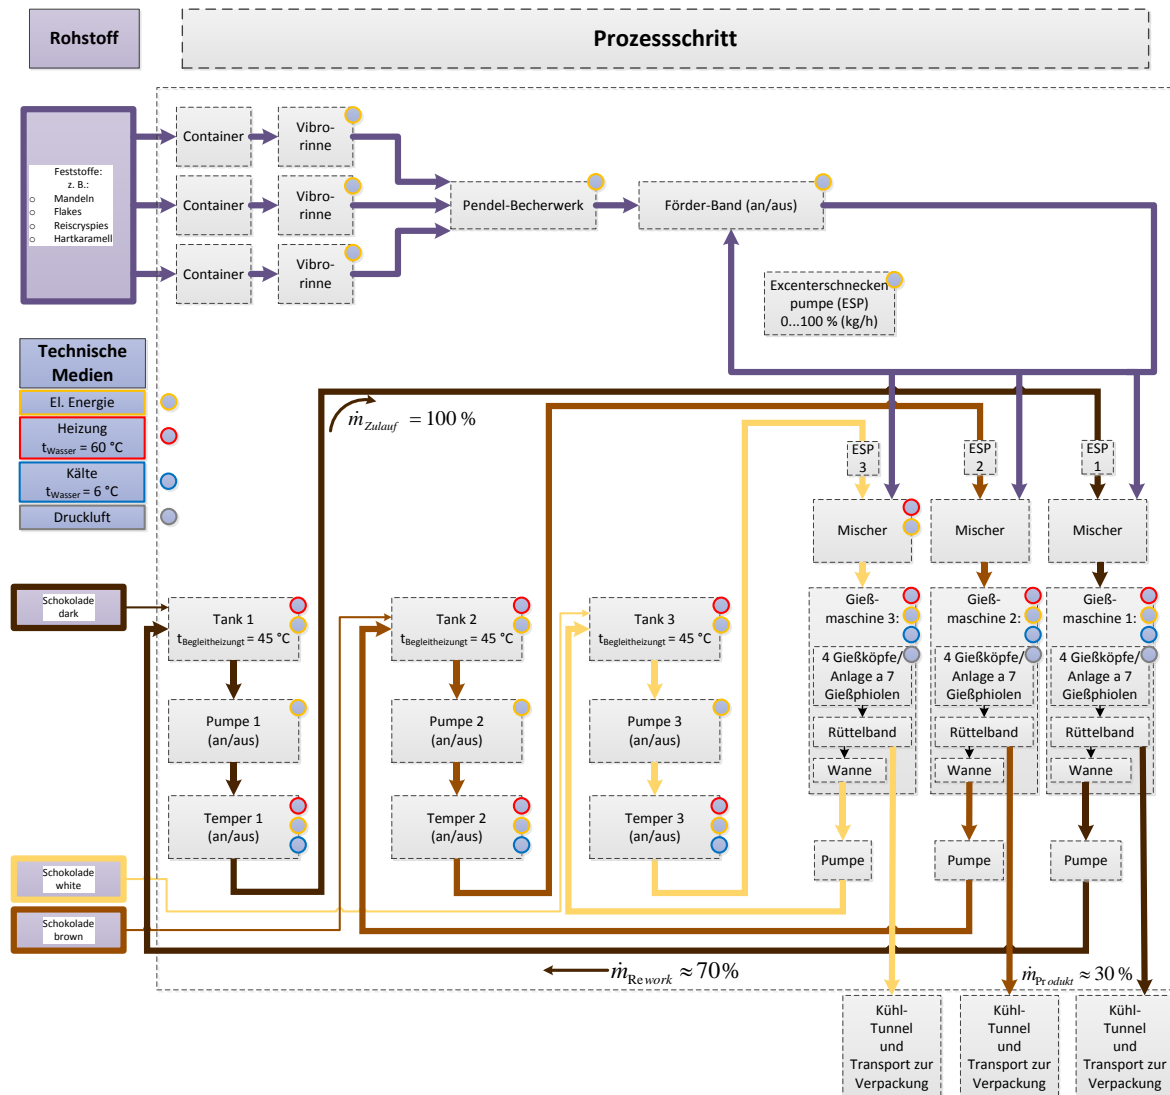 Rohstoff
Prozessschritt
Feststoffe:
z. B.:
o Mandeln
o Flakes
o Reiscryspies
o Hartkaramell
Container
Vibro-
rinne
Container
Vibro-
rinne
Container
Vibro-
rinne
Pendel-Becherwerk
Förder-Band (an/aus)
Excenterschnecken
pumpe (ESP)
0...100 % (kg/h)
Technische
Medien
El. Energie
Heizung
tWasser = 60 °C
Kälte
tWasser = 6 °C
Druckluft
ṁZulauf = 100 %
ESP
3
ESP
2
ESP
1
Mischer
Mischer
Mischer
Schokolade
dark
Tank 1
tBegleitheizungt = 45 °C
Tank 2
tBegleitheizungt = 45 °C
Tank 3
tBegleitheizungt = 45 °C
Pumpe 1
(an/aus)
Pumpe 2
(an/aus)
Pumpe 3
(an/aus)
Temper 1
(an/aus)
Temper 2
(an/aus)
Temper 3
(an/aus)
Gieß-
maschine 3:
4 Gießköpfe/
Anlage a 7
Gießphiolen
Rüttelband
Wanne
Gieß-
maschine 2:
4 Gießköpfe/
Anlage a 7
Gießphiolen
Rüttelband
Wanne
Gieß-
maschine 1:
4 Gießköpfe/
Anlage a 7
Gießphiolen
Rüttelband
Wanne
Pumpe
Pumpe
Pumpe
Schokolade
white
Schokolade
brown
ṁRework ≈ 70%
ṁProdukt ≈ 30 %
Kühl-
Tunnel
und
Transport zur
Verpackung
Kühl-
Tunnel
und
Transport zur
Verpackung
Kühl-
Tunnel
und
Transport zur
Verpackung